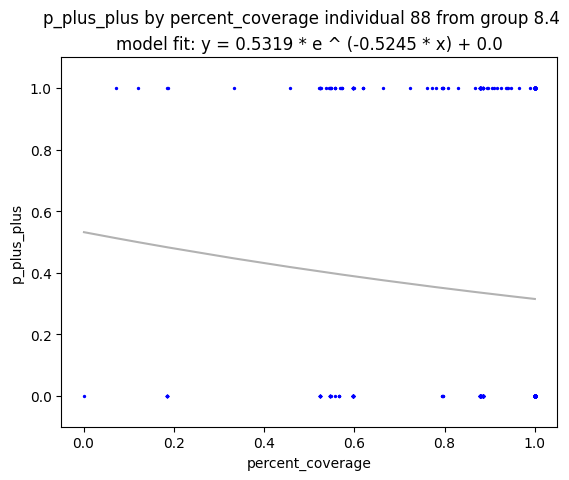 p_plus_plus by percent_coverage individual 88 from group 8.4
model fit: y = 0.5319 * e ^ (-0.5245 * x) + 0.0
p_plus_plus
1.0
0.8
0.6
0.4
0.2
0.0
0.0 0.2 0.4 0.6 0.8 1.0
percent_coverage